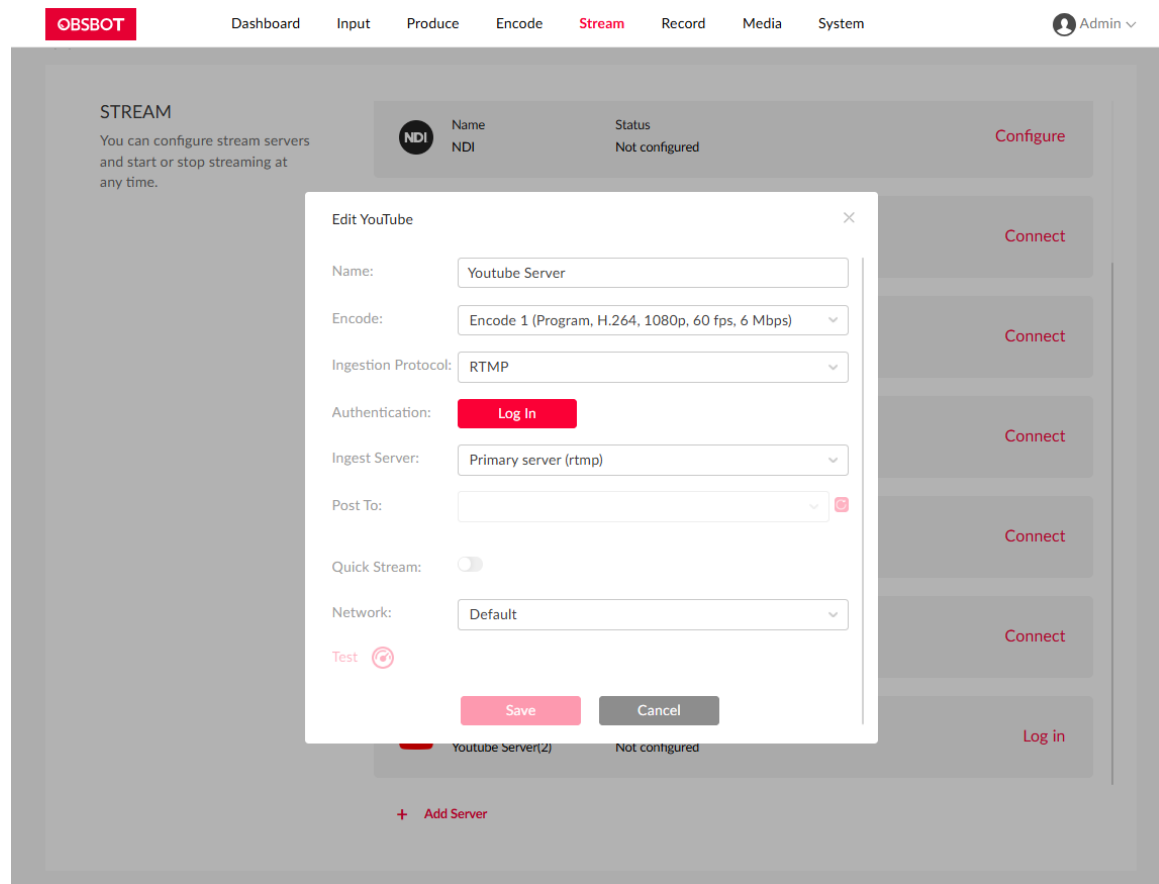 OBSBOT Dashboard Input Produce Encode Stream Record Media System Admin
STREAM
You can configure stream servers
and start or stop streaming at
any time.
NDI
Name
NDI
Status
Not configured
Configure
Connect
Connect
Connect
Connect
Connect
Edit YouTube
Name: Youtube Server
Encode: Encode 1 (Program, H.264, 1080p, 60 fps, 6 Mbps)
Ingestion Protocol: RTMP
Authentication: Log In
Ingest Server: Primary server (rtmp)
Post To:
Quick Stream:
Network: Default
Test
Save Cancel
Youtube Server(2) Not configured
Log in
+ Add Server